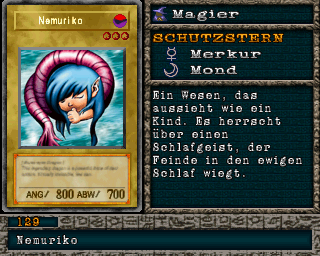 Nemuriko
ANG/ 800 ABW/ 700
Magier
SCHUTZSTERN
Merkur
Mond
Ein Wesen, das
aussieht wie ein
Kind. Es herrscht
über einen
Schlafgeist, der
Feinde in den ewigen
Schlaf wiegt.
129
Nemuriko